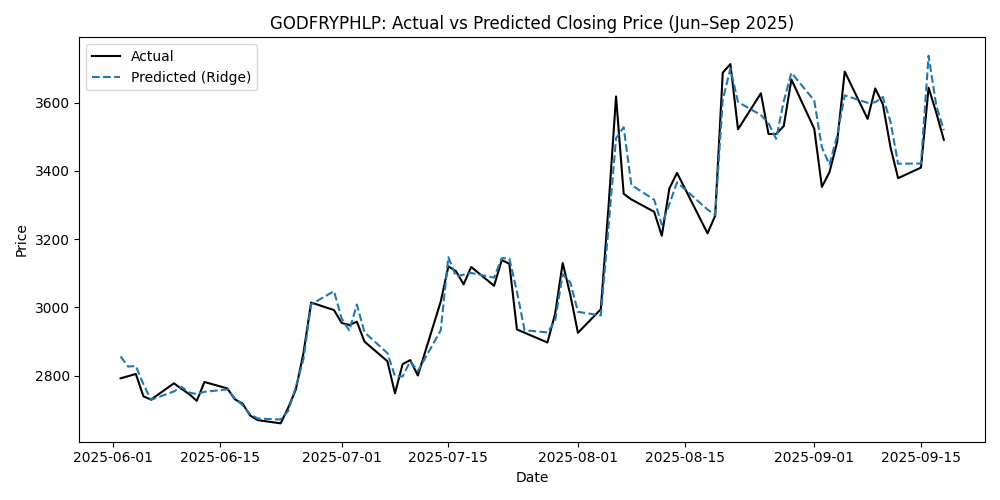 GODFRYPHLP: Actual vs Predicted Closing Price (Jun–Sep 2025)
Actual
Predicted (Ridge)
Price
3600
3400
3200
3000
2800
2025-06-01 2025-06-15 2025-07-01 2025-07-15 2025-08-01 2025-08-15 2025-09-01 2025-09-15
Date